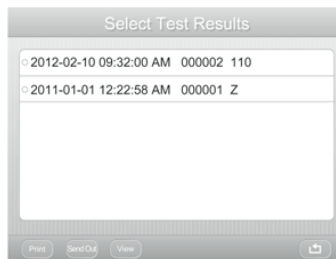 Select Test Results
2012-02-10 09:32:00 AM 000002 110
2011-01-01 12:22:58 AM 000001 Z
Print Send Out View